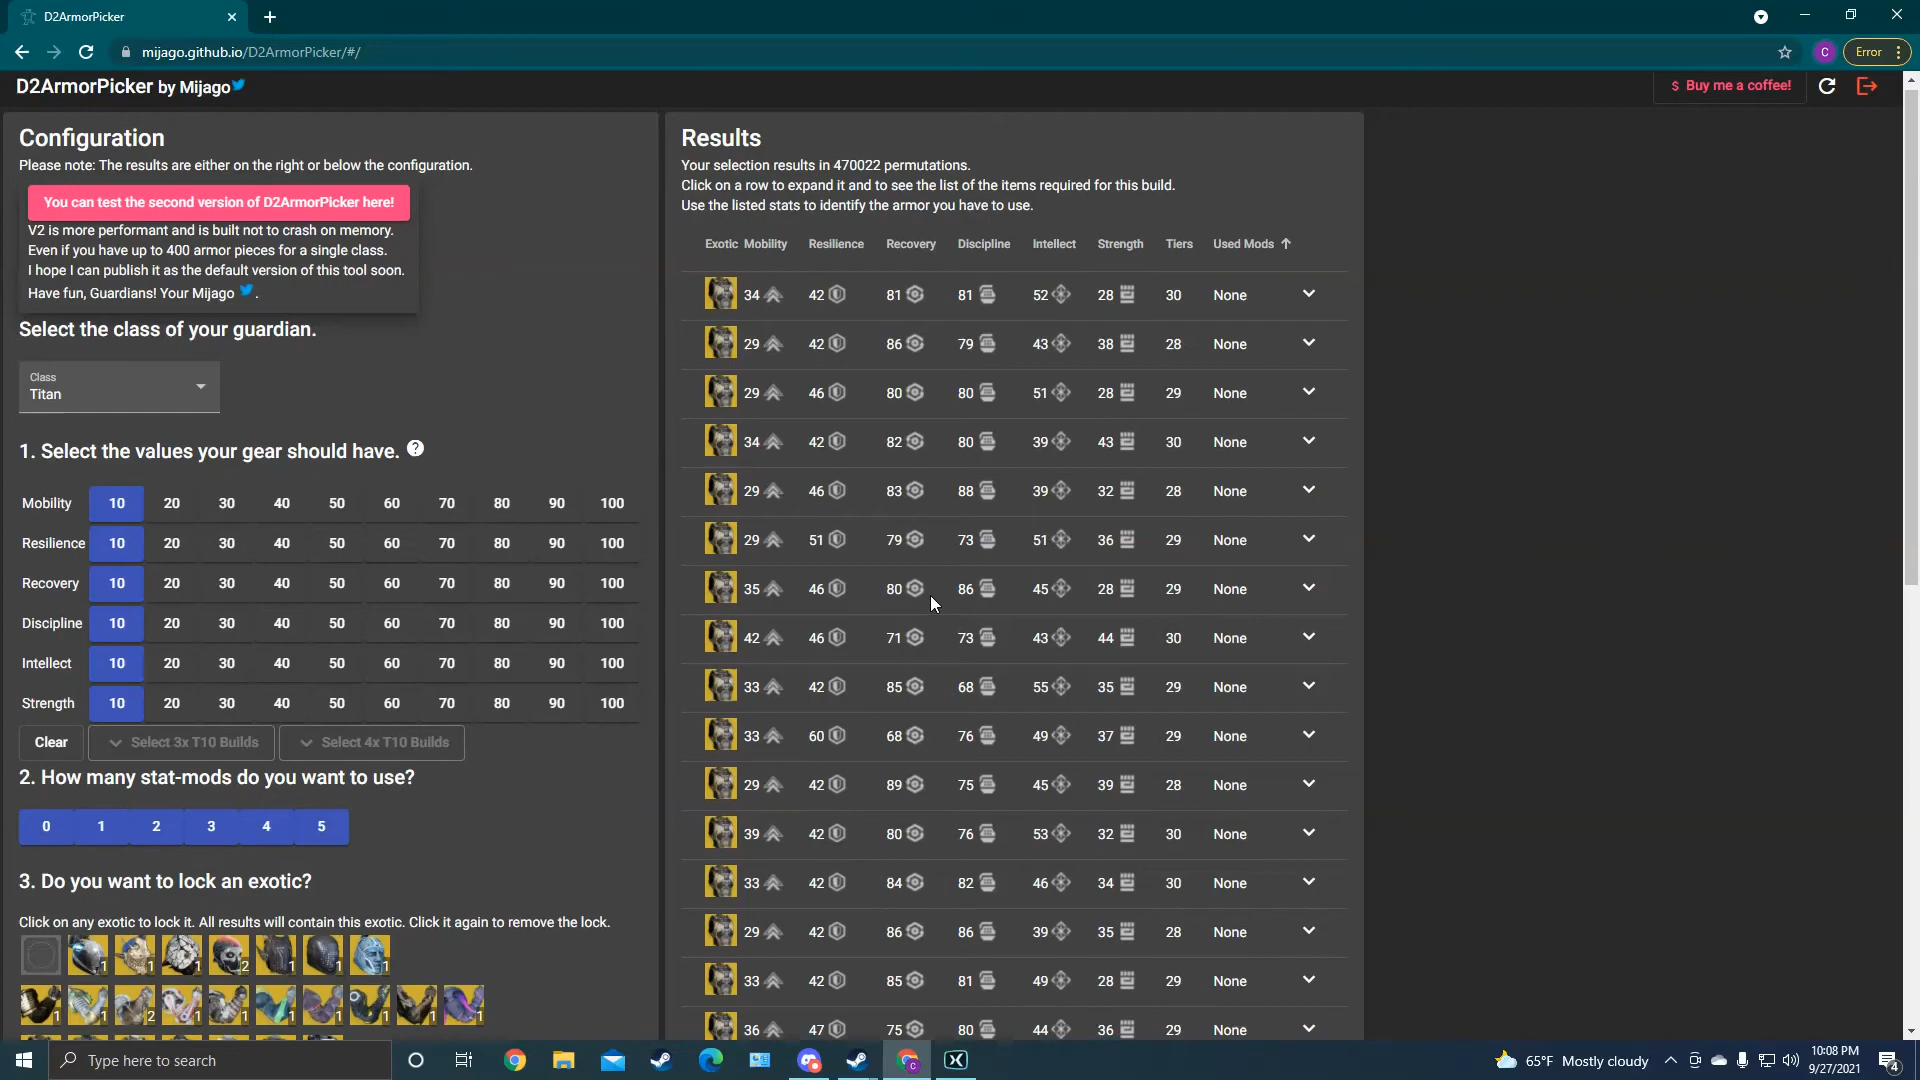 D2ArmorPicker
mijago.github.io/D2ArmorPicker/#/
C
Error
D2ArmorPicker by Mijago
$ Buy me a coffee!
Configuration
Please note: The results are either on the right or below the configuration.
You can test the second version of D2ArmorPicker here!
V2 is more performant and is built not to crash on memory.
Even if you have up to 400 armor pieces for a single class.
I hope I can publish it as the default version of this tool soon.
Have fun, Guardians! Your Mijago .
Select the class of your guardian.
Class
Titan
1. Select the values your gear should have. ?
Mobility 10 20 30 40 50 60 70 80 90 100
Resilience 10 20 30 40 50 60 70 80 90 100
Recovery 10 20 30 40 50 60 70 80 90 100
Discipline 10 20 30 40 50 60 70 80 90 100
Intellect 10 20 30 40 50 60 70 80 90 100
Strength 10 20 30 40 50 60 70 80 90 100
Clear Select 3x T10 Builds Select 4x T10 Builds
2. How many stat-mods do you want to use?
0 1 2 3 4 5
3. Do you want to lock an exotic?
Click on any exotic to lock it. All results will contain this exotic. Click it again to remove the lock.
1 1 1 2 1 1 1
1 1 2 1 1 1 1 1 1 1
Results
Your selection results in 470022 permutations.
Click on a row to expand it and to see the list of the items required for this build.
Use the listed stats to identify the armor you have to use.
Exotic Mobility Resilience Recovery Discipline Intellect Strength Tiers Used Mods
34 42 81 81 52 28 30 None
29 42 86 79 43 38 28 None
29 46 80 80 51 28 29 None
34 42 82 80 39 43 30 None
29 46 83 88 39 32 28 None
29 51 79 73 51 36 29 None
35 46 80 86 45 28 29 None
42 46 71 73 43 44 30 None
33 42 85 68 55 35 29 None
33 60 68 76 49 37 29 None
29 42 89 75 45 39 28 None
39 42 80 76 53 32 30 None
33 42 84 82 46 34 30 None
29 42 86 86 39 35 28 None
33 42 85 81 49 28 29 None
36 47 75 80 44 36 29 None
Type here to search
65°F Mostly cloudy
10:08 PM
9/27/2021
4